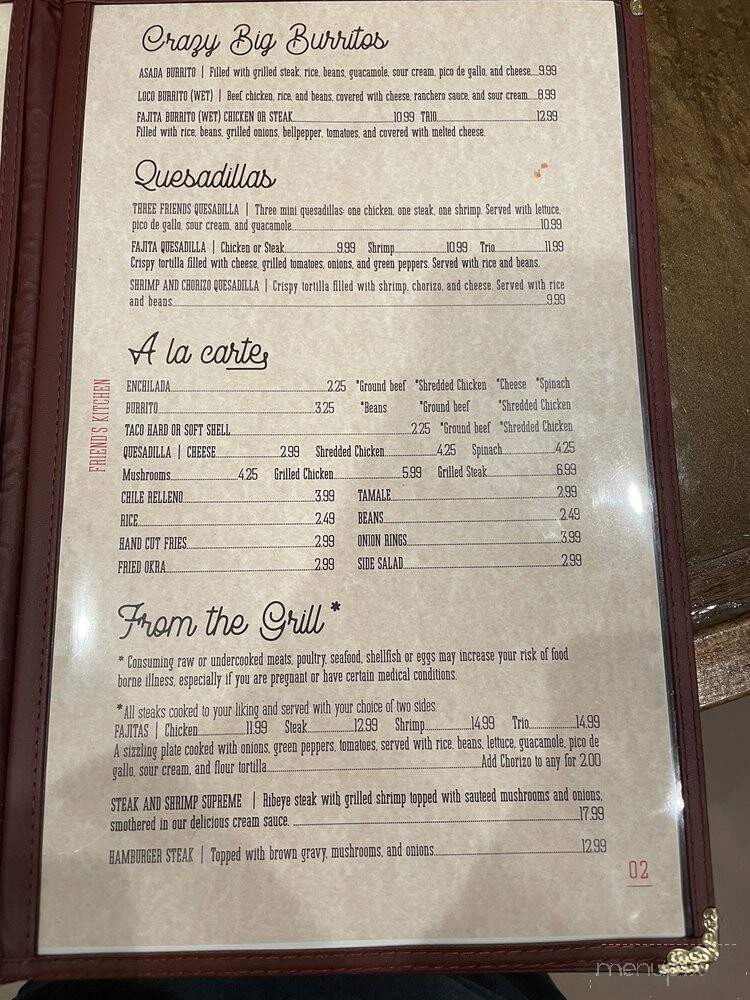 Crazy Big Burritos
ASADA BURRITO | Filled with grilled steak, rice, beans, guacamole, sour cream, pico de gallo, and cheese...9.99
LOCO BURRITO (WET) | Beef chicken, rice, and beans, covered with cheese, ranchero sauce, and sour cream...8.99
FAJITA BURRITO (WET) CHICKEN OR STEAK...10.99 TRIO...12.99
Filled with rice, beans, grilled onions, bellpepper, tomatoes, and covered with melted cheese.
Quesadillas
THREE FRIENDS QUESADILLA | Three mini quesadillas: one chicken, one steak, one shrimp. Served with lettuce,
pico de gallo, sour cream, and guacamole...10.99
FAJITA QUESADILLA | Chicken or Steak...9.99 Shrimp...10.99 Trio...11.99
Crispy tortilla filled with cheese, grilled tomatoes, onions, and green peppers. Served with rice and beans.
SHRIMP AND CHORIZO QUESADILLA | Crispy tortilla filled with shrimp, chorizo, and cheese. Served with rice
and beans...9.99
A la carte
ENCHILADA...2.25 *Ground beef *Shredded Chicken *Cheese *Spinach
BURRITO...3.25 *Beans *Ground beef *Shredded Chicken
TACO HARD OR SOFT SHELL...2.25 *Ground beef *Shredded Chicken
QUESADILLA | CHEESE...2.99 Shredded Chicken...4.25 Spinach...4.25
Mushrooms...4.25 Grilled Chicken...5.99 Grilled Steak...6.99
CHILE RELLENO...3.99 TAMALE...2.99
RICE...2.49 BEANS...2.49
HAND CUT FRIES...2.99 ONION RINGS...3.99
FRIED OKRA...2.99 SIDE SALAD...2.99
FRIEND'S KITCHEN
From the Grill *
* Consuming raw or undercooked meats, poultry, seafood, shellfish or eggs may increase your risk of food
borne illness, especially if you are pregnant or have certain medical conditions.
*All steaks cooked to your liking and served with your choice of two sides.
FAJITAS | Chicken...11.99 Steak...12.99 Shrimp...14.99 Trio...14.99
A sizzling plate cooked with onions, green peppers, tomatoes, served with rice, beans, lettuce, guacamole, pico de
gallo, sour cream, and flour tortilla...Add Chorizo to any for 2.00
STEAK AND SHRIMP SUPREME | Ribeye steak with grilled shrimp topped with sauteed mushrooms and onions,
smothered in our delicious cream sauce. ...17.99
HAMBURGER STEAK | Topped with brown gravy, mushrooms, and onions...12.99
02